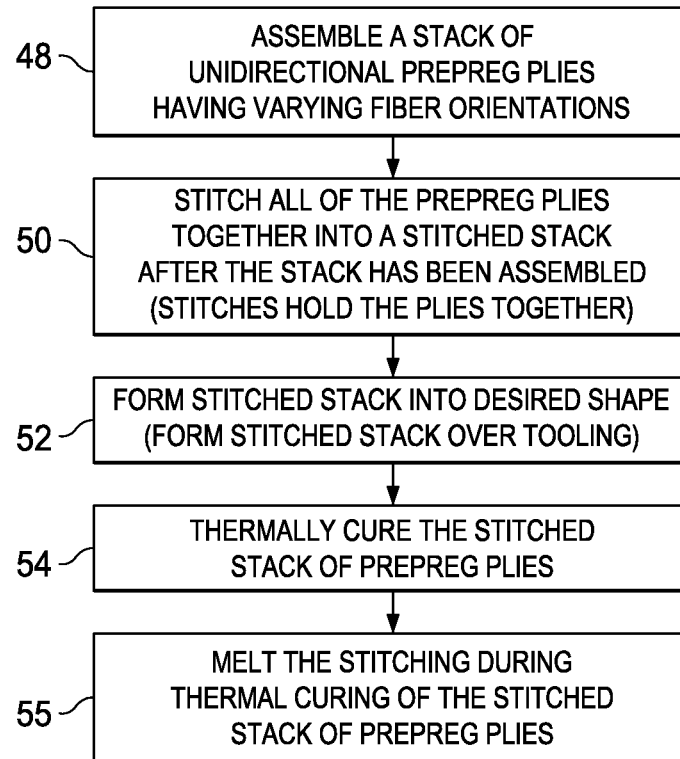 48
ASSEMBLE A STACK OF
UNIDIRECTIONAL PREPREG PLIES
HAVING VARYING FIBER ORIENTATIONS
50
STITCH ALL OF THE PREPREG PLIES
TOGETHER INTO A STITCHED STACK
AFTER THE STACK HAS BEEN ASSEMBLED
(STITCHES HOLD THE PLIES TOGETHER)
52
FORM STITCHED STACK INTO DESIRED SHAPE
(FORM STITCHED STACK OVER TOOLING)
54
THERMALLY CURE THE STITCHED
STACK OF PREPREG PLIES
55
MELT THE STITCHING DURING
THERMAL CURING OF THE STITCHED
STACK OF PREPREG PLIES